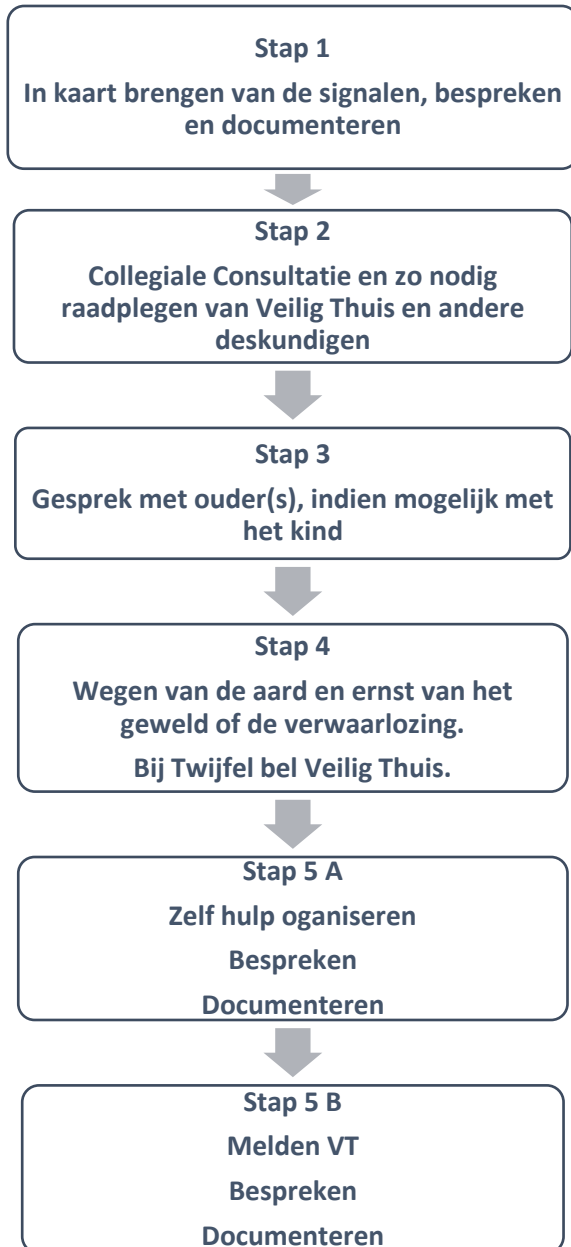 Stap 1
In kaart brengen van de signalen, bespreken
en documenteren
Stap 2
Collegiale Consultatie en zo nodig
raadplegen van Veilig Thuis en andere
deskundigen
Stap 3
Gesprek met ouder(s), indien mogelijk met
het kind
Stap 4
Wegen van de aard en ernst van het
geweld of de verwaarlozing.
Bij Twijfel bel Veilig Thuis.
Stap 5 A
Zelf hulp oganiseren
Bespreken
Documenteren
Stap 5 B
Melden VT
Bespreken
Documenteren